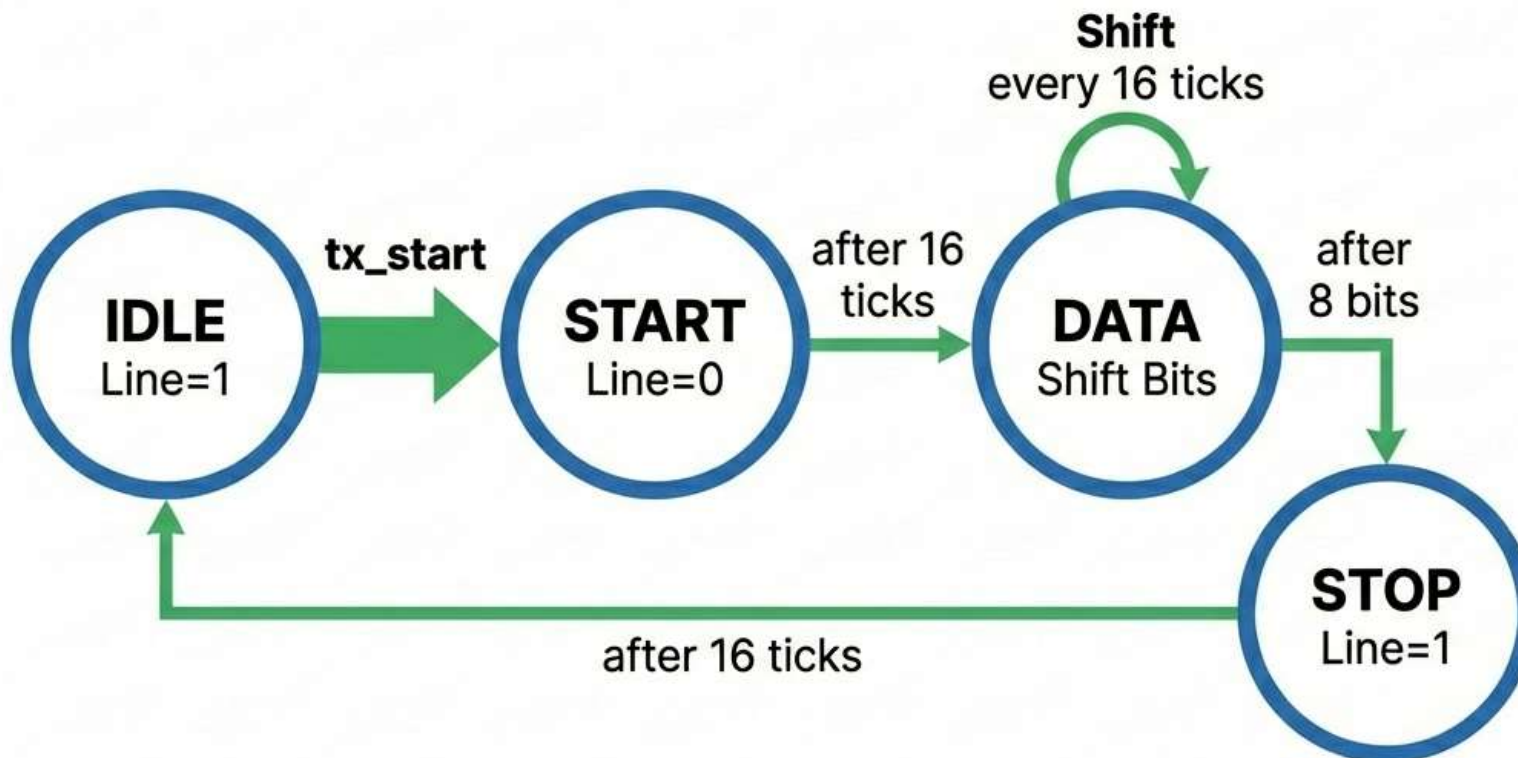 Shift
every 16 ticks
tx_start
after 16
ticks
after
8 bits
IDLE
Line=1
START
Line=0
DATA
Shift Bits
STOP
Line=1
after 16 ticks